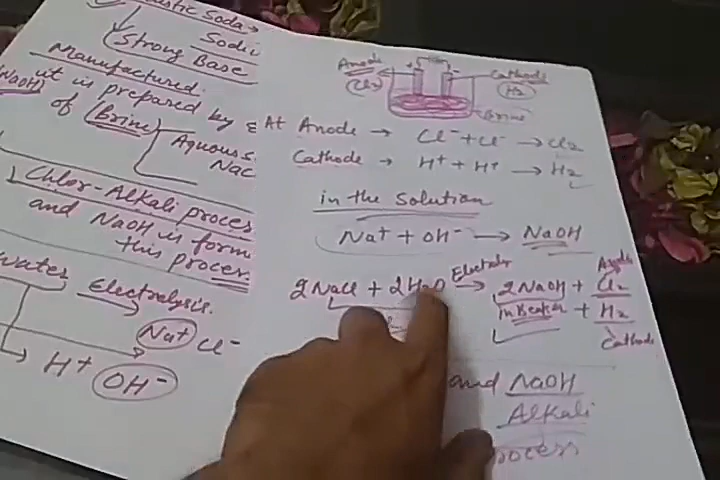 Soda →
Sodi
Strong Base
Manufactured.
(NaOH) it is prepared by
of (Brine)
Aqueous
NaC
Chlor-Alkali proces
and NaOH is form
this proces
Water
Electrolysis.
Na+ Cl-
H+ OH-
Anode + -
Cathode
(Cl2)
(H2)
Brine
At Anode → Cl- + Cl- → Cl2
Cathode → H+ + H+ → H2
in the solution
Na+ + OH- → NaOH
Anode
2NaCl + 2H2O → 2NaOH + Cl2
in Beaker + H2
Cathode
and NaOH
Alkali
process